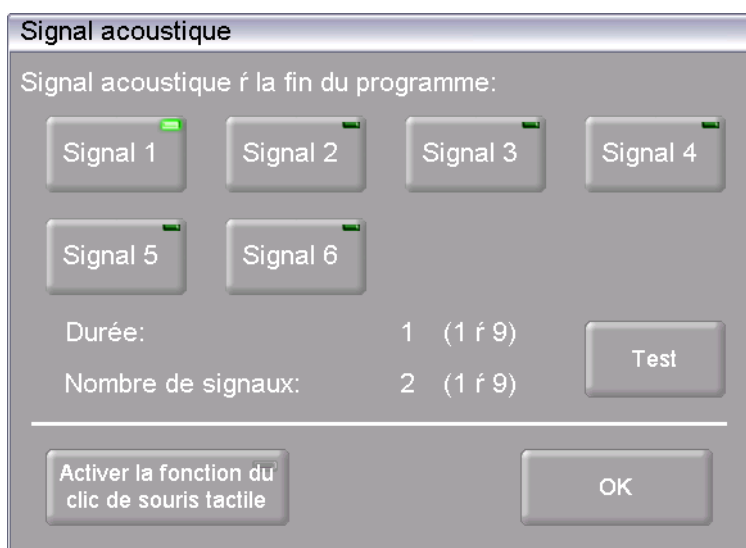 Signal acoustique
Signal acoustique ŕ la fin du programme:
Signal 1 Signal 2 Signal 3 Signal 4
Signal 5 Signal 6
Durée: 1 (1 ŕ 9)
Test
Nombre de signaux: 2 (1 ŕ 9)
Activer la fonction du
clic de souris tactile
OK